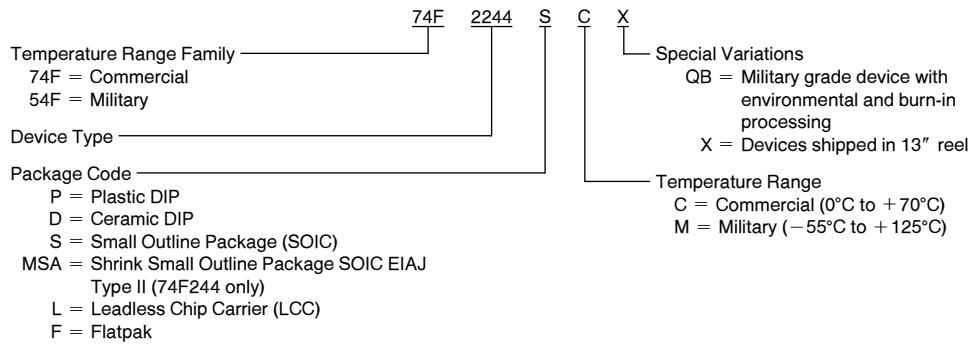 74F 2244 S C X
Temperature Range Family
74F = Commercial
54F = Military
Device Type
Package Code
P = Plastic DIP
D = Ceramic DIP
S = Small Outline Package (SOIC)
MSA = Shrink Small Outline Package SOIC EIAJ
Type II (74F244 only)
L = Leadless Chip Carrier (LCC)
F = Flatpak
Special Variations
QB = Military grade device with
environmental and burn-in
processing
X = Devices shipped in 13″ reel
Temperature Range
C = Commercial (0°C to +70°C)
M = Military (−55°C to +125°C)